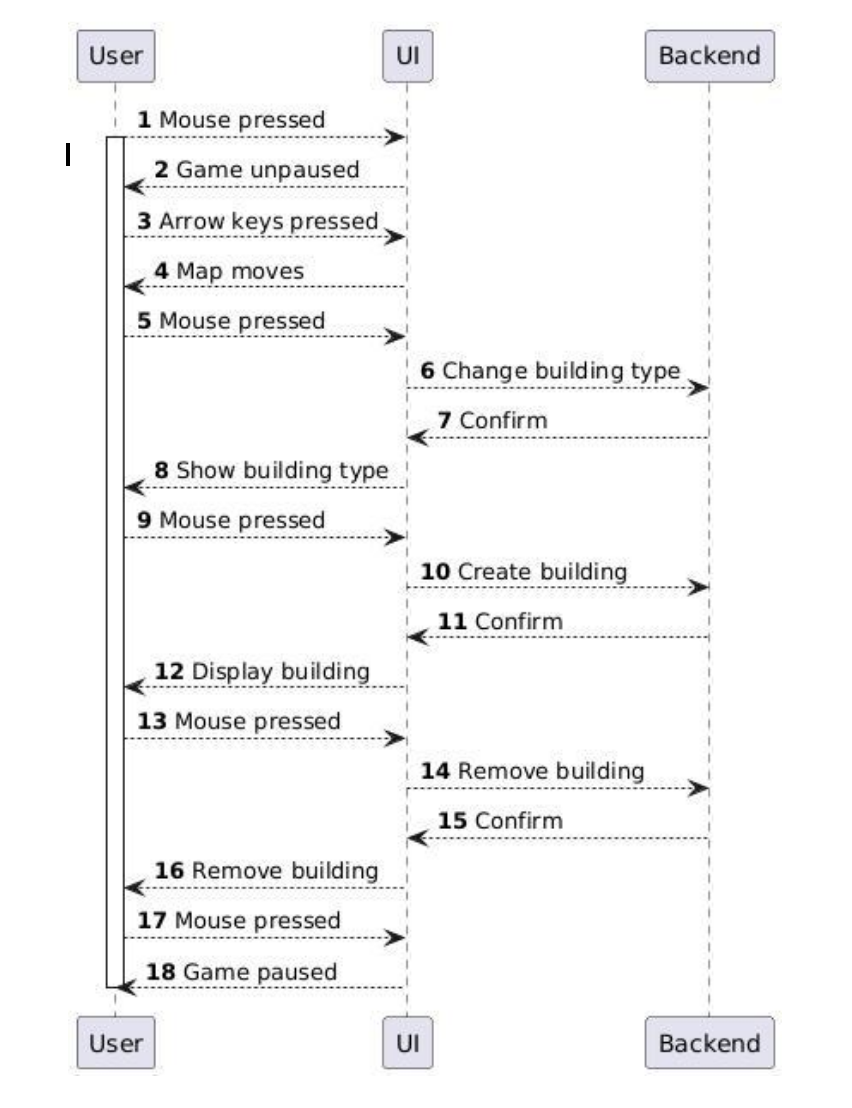 User UI Backend
1 Mouse pressed
2 Game unpaused
3 Arrow keys pressed
4 Map moves
5 Mouse pressed
6 Change building type
7 Confirm
8 Show building type
9 Mouse pressed
10 Create building
11 Confirm
12 Display building
13 Mouse pressed
14 Remove building
15 Confirm
16 Remove building
17 Mouse pressed
18 Game paused
User UI Backend